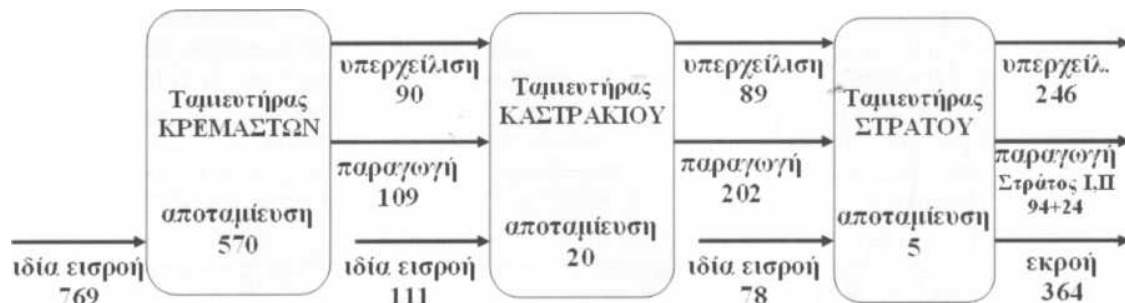 Ταμιευτήρας
ΚΡΕΜΑΣΤΩΝ
αποταμίευση
570
ιδία εισροή
769
υπερχείλιση
90
παραγωγή
109
ιδία εισροή
111
Ταμιευτήρας
ΚΑΣΤΡΑΚΙΟΥ
αποταμίευση
20
υπερχείλιση
89
παραγωγή
202
ιδία εισροή
78
Ταμιευτήρας
ΣΤΡΑΤΟΥ
αποταμίευση
5
υπερχείλ.
246
παραγωγή
Στράτος Ι,ΙΙ
94+24
εκροή
364